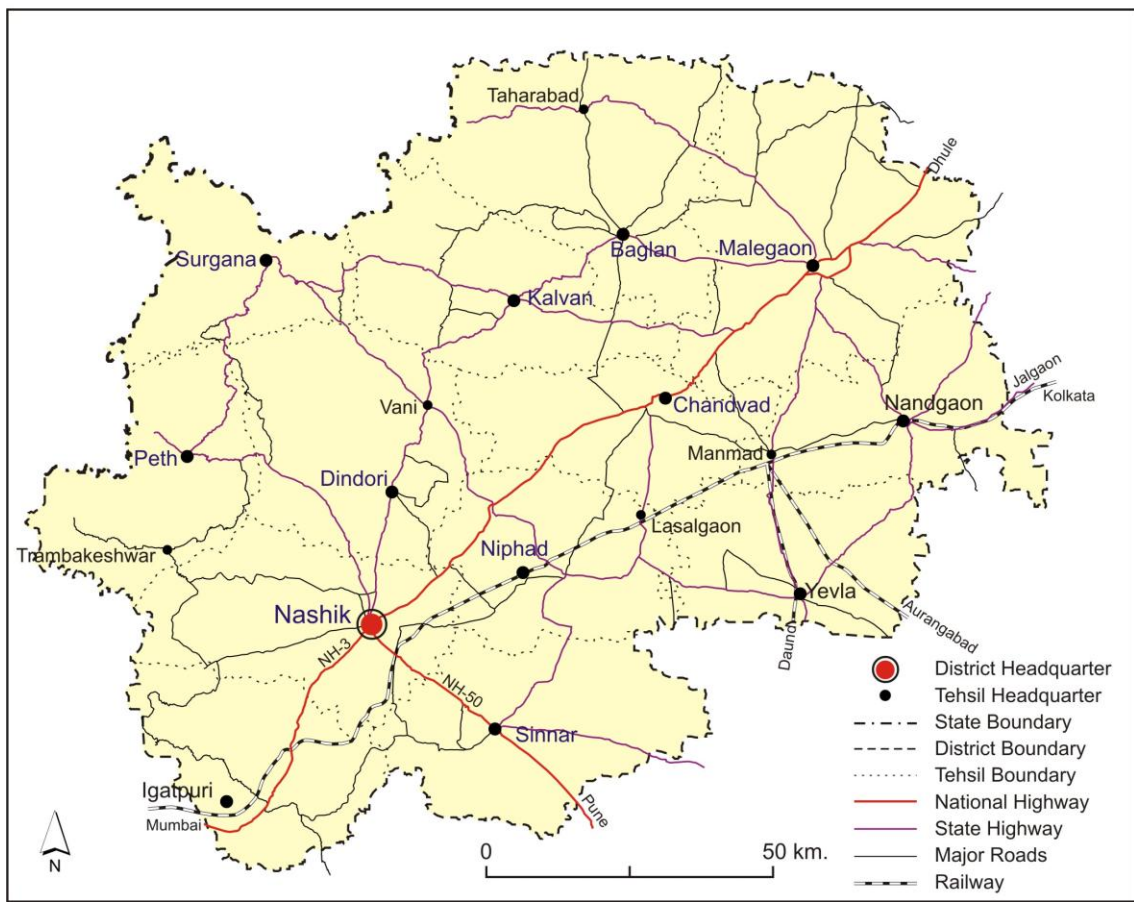 Taharabad
Dhule
Baglan
Malegaon
Surgana
Kalvan
Jalgaon
Kolkata
Chandvad
Nandgaon
Vani
Manmad
Peth
Dindori
Lasalgaon
Trambakeshwar
Niphad
Yevla
Nashik
Aurangabad
Daund
NH-3
NH-50
Sinnar
Igatpuri
Mumbai
Pune
N
0 50 km.
District Headquarter
Tehsil Headquarter
State Boundary
District Boundary
Tehsil Boundary
National Highway
State Highway
Major Roads
Railway